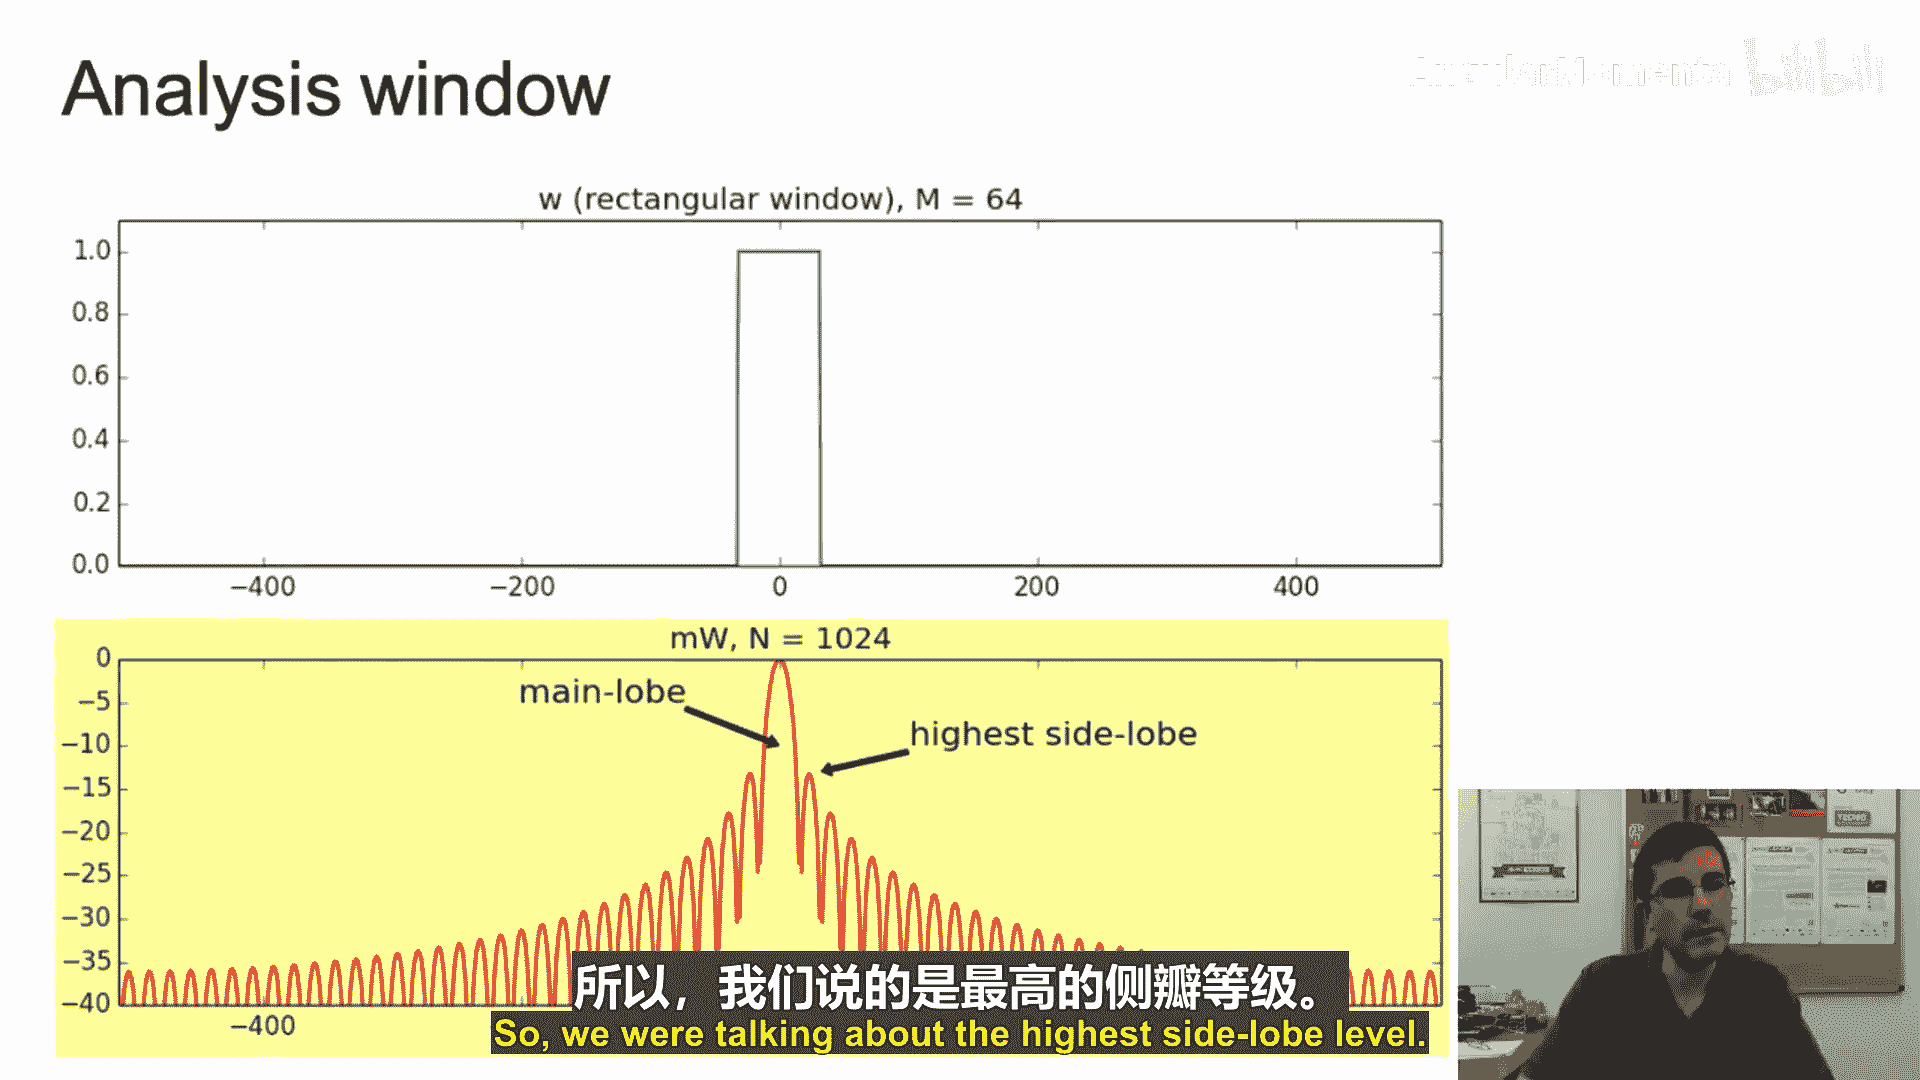 Analysis window
w (rectangular window), M = 64
1.0
0.8
0.6
0.4
0.2
0.0
−400 −200 0 200 400
mW, N = 1024
0
−5
−10
−15
−20
−25
−30
−35
−40
main-lobe
highest side-lobe
−400
所以，我们说的是最高的侧瓣等级。
So, we were talking about the highest side-lobe level.